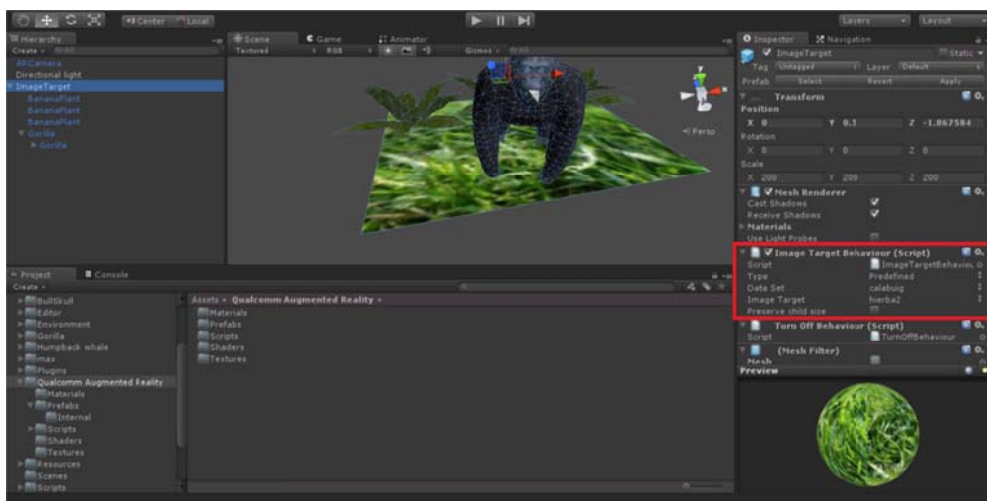 Center Local
Layers Layout
Hierarchy
Create
ARCamera
Directional light
ImageTarget
BananaPlant
BananaPlant
BananaPlant
Gorilla
Gorilla
Scene Game Animator
Textured RGB Gizmos
Persp
Project Console
Create
BullSkull
Editor
Environment
Gorilla
Humpback whale
max
Plugins
Qualcomm Augmented Reality
Materials
Prefabs
Internal
Scripts
Shaders
Textures
Resources
Scenes
Scripts
Assets Qualcomm Augmented Reality
Materials
Prefabs
Scripts
Shaders
Textures
Inspector Navigation
ImageTarget Static
Tag Untagged Layer Default
Prefab Select Revert Apply
Transform
Position
X 0 Y 0.1 Z -1.867584
Rotation
X 0 Y 0 Z 0
Scale
X 200 Y 200 Z 200
Mesh Renderer
Cast Shadows
Receive Shadows
Materials
Use Light Probes
Image Target Behaviour (Script)
Script ImageTargetBehaviou
Type Predefined
Data Set calabuig
Image Target hierba2
Preserve child size
Turn Off Behaviour (Script)
Script TurnOffBehaviour
(Mesh Filter)
Mesh
Preview